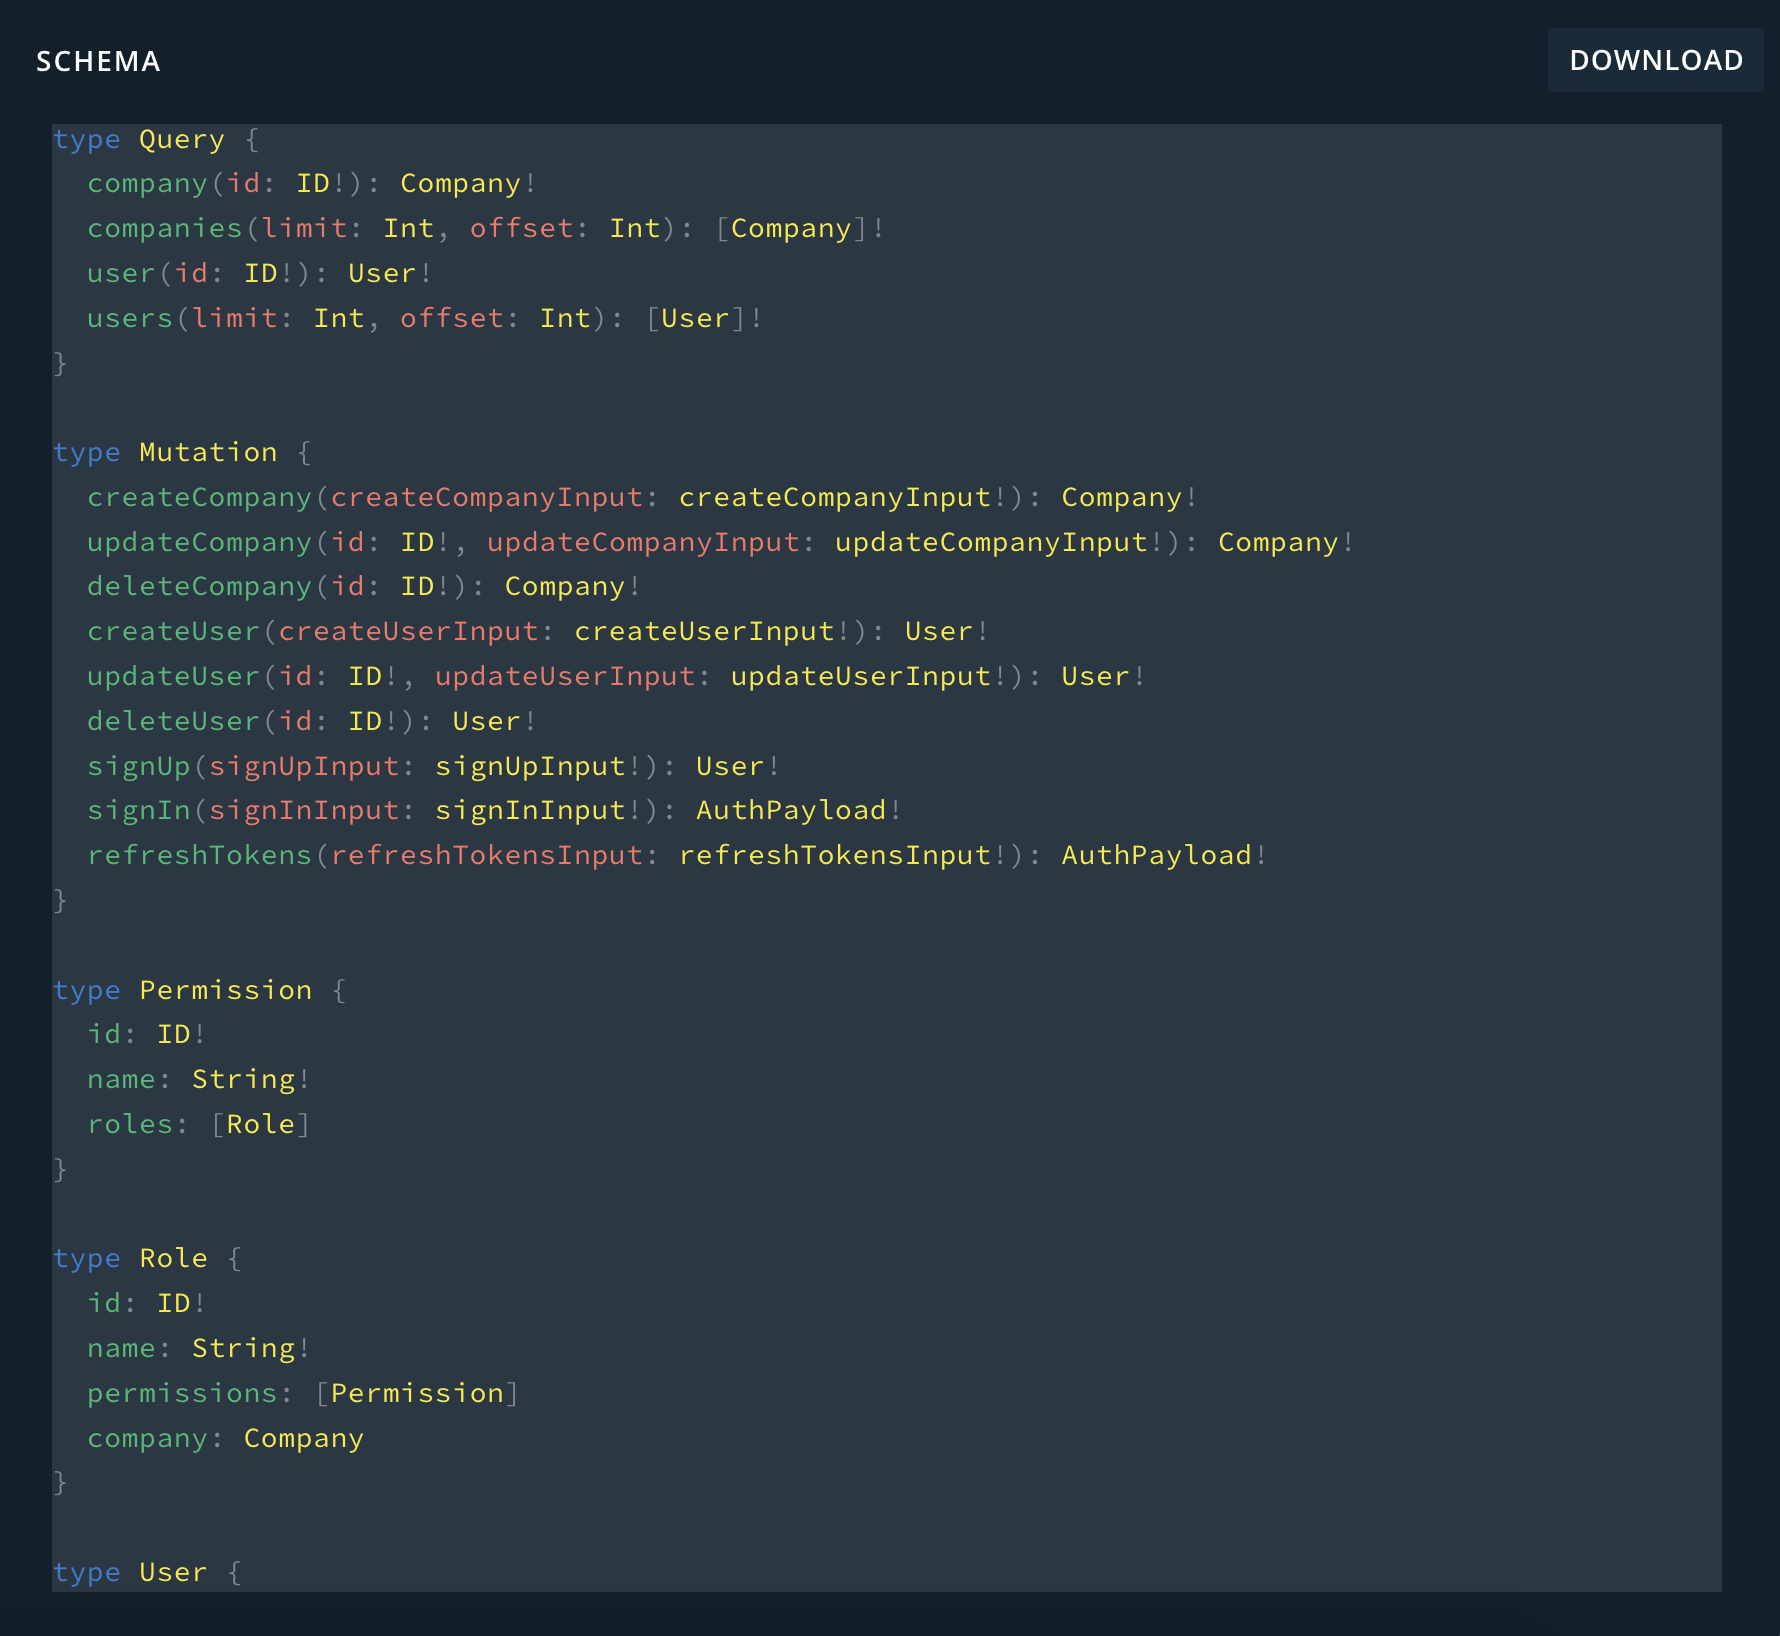 SCHEMA
DOWNLOAD
type Query {
  company(id: ID!): Company!
  companies(limit: Int, offset: Int): [Company]!
  user(id: ID!): User!
  users(limit: Int, offset: Int): [User]!
}

type Mutation {
  createCompany(createCompanyInput: createCompanyInput!): Company!
  updateCompany(id: ID!, updateCompanyInput: updateCompanyInput!): Company!
  deleteCompany(id: ID!): Company!
  createUser(createUserInput: createUserInput!): User!
  updateUser(id: ID!, updateUserInput: updateUserInput!): User!
  deleteUser(id: ID!): User!
  signUp(signUpInput: signUpInput!): User!
  signIn(signInInput: signInInput!): AuthPayload!
  refreshTokens(refreshTokensInput: refreshTokensInput!): AuthPayload!
}

type Permission {
  id: ID!
  name: String!
  roles: [Role]
}

type Role {
  id: ID!
  name: String!
  permissions: [Permission]
  company: Company
}

type User {